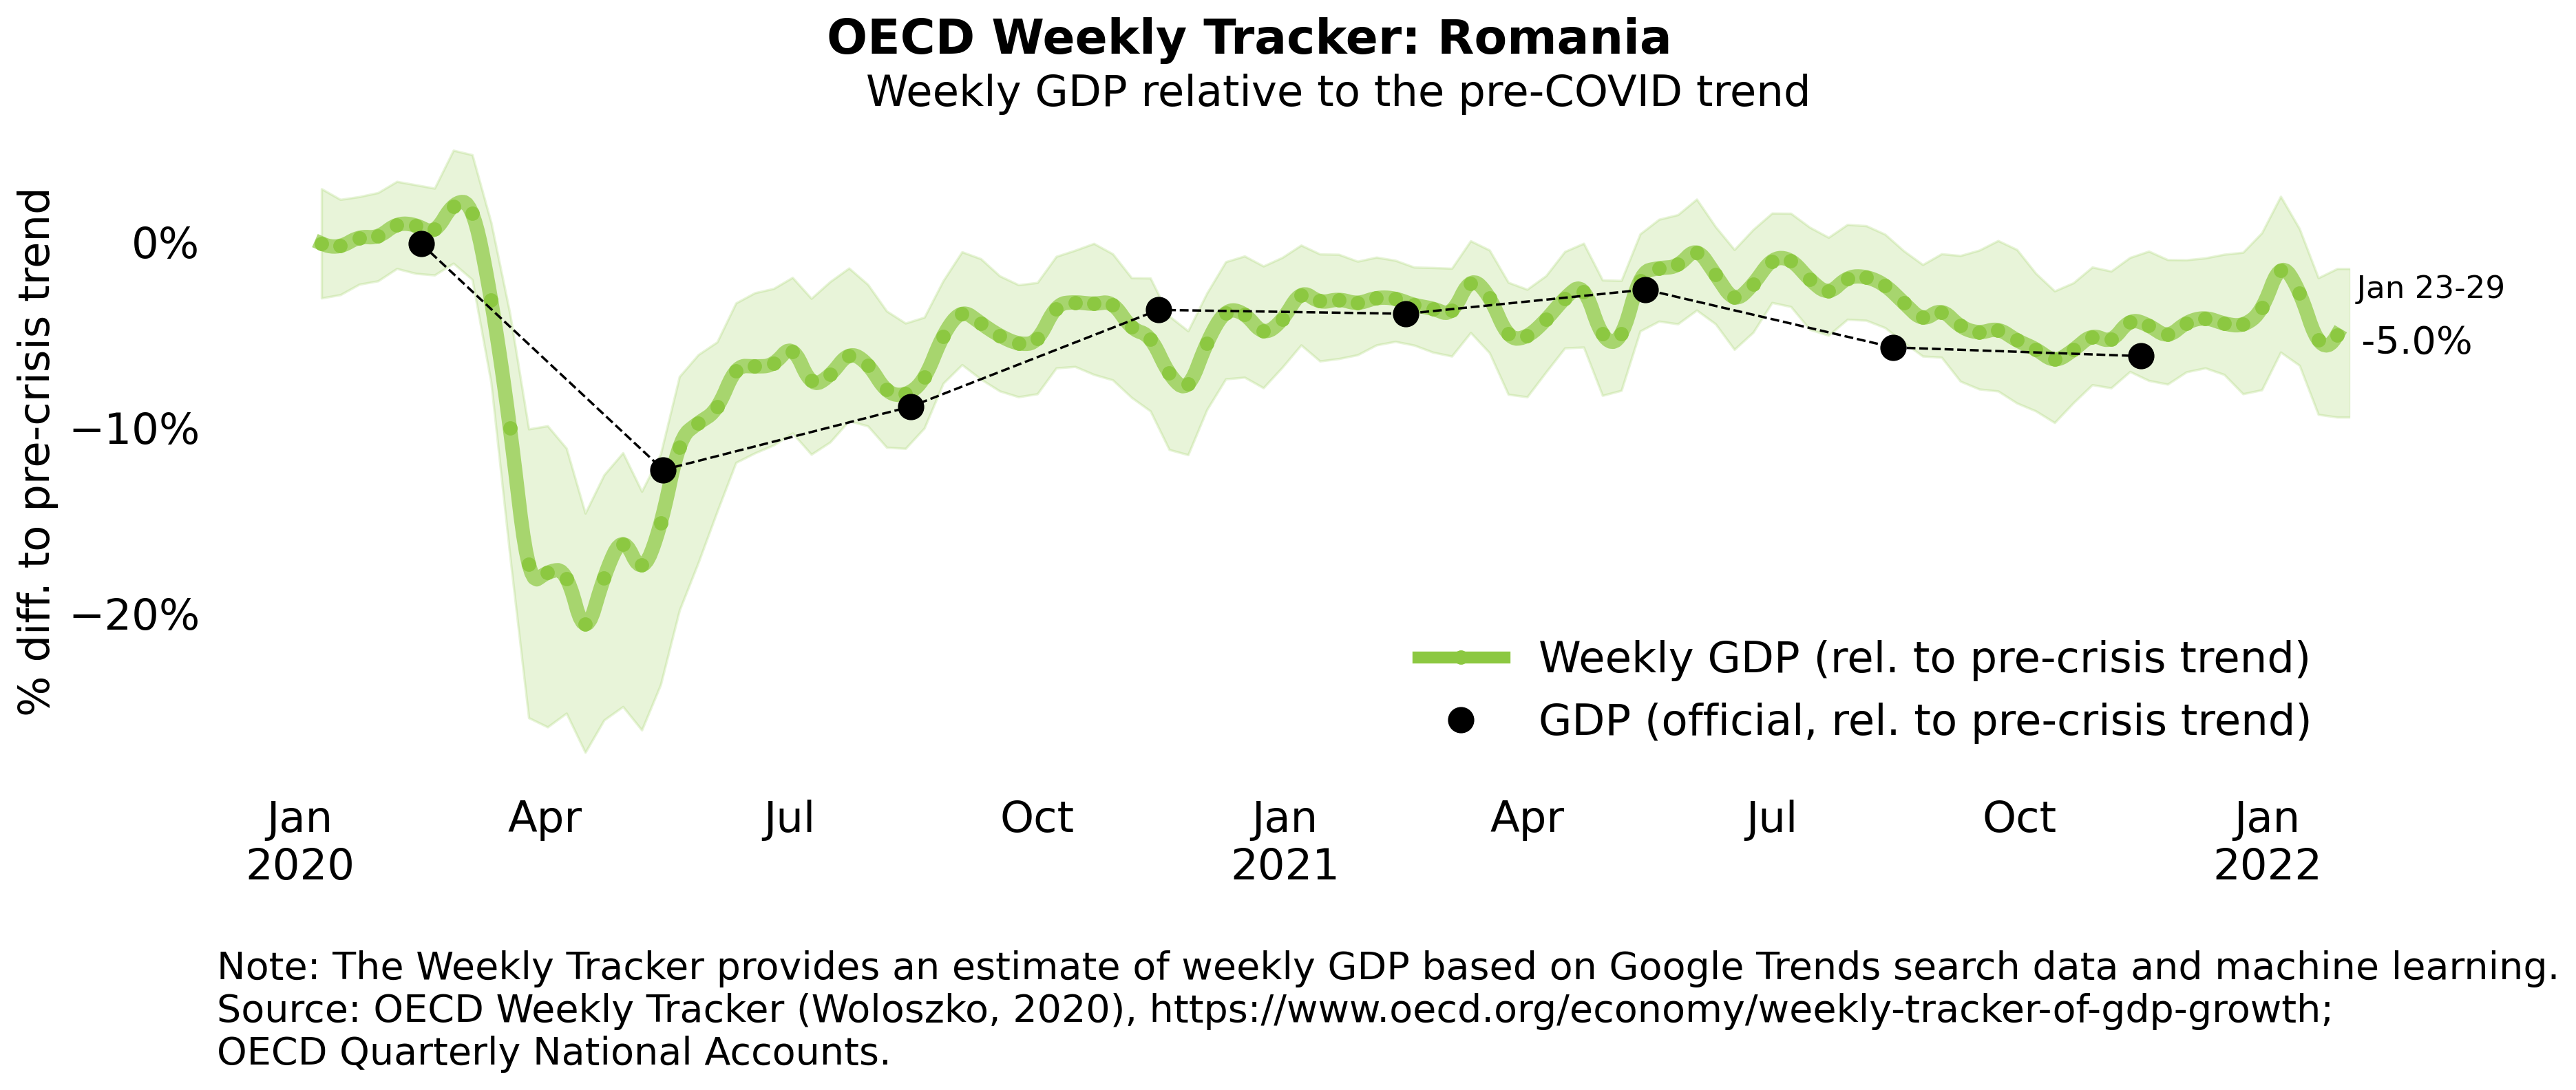 OECD Weekly Tracker: Romania
Weekly GDP relative to the pre-COVID trend
% diff. to pre-crisis trend
0%
−10%
−20%
Jan 23-29
-5.0%
Weekly GDP (rel. to pre-crisis trend)
GDP (official, rel. to pre-crisis trend)
Jan Apr Jul Oct Jan Apr Jul Oct Jan
2020 2021 2022
Note: The Weekly Tracker provides an estimate of weekly GDP based on Google Trends search data and machine learning.
Source: OECD Weekly Tracker (Woloszko, 2020), https://www.oecd.org/economy/weekly-tracker-of-gdp-growth;
OECD Quarterly National Accounts.